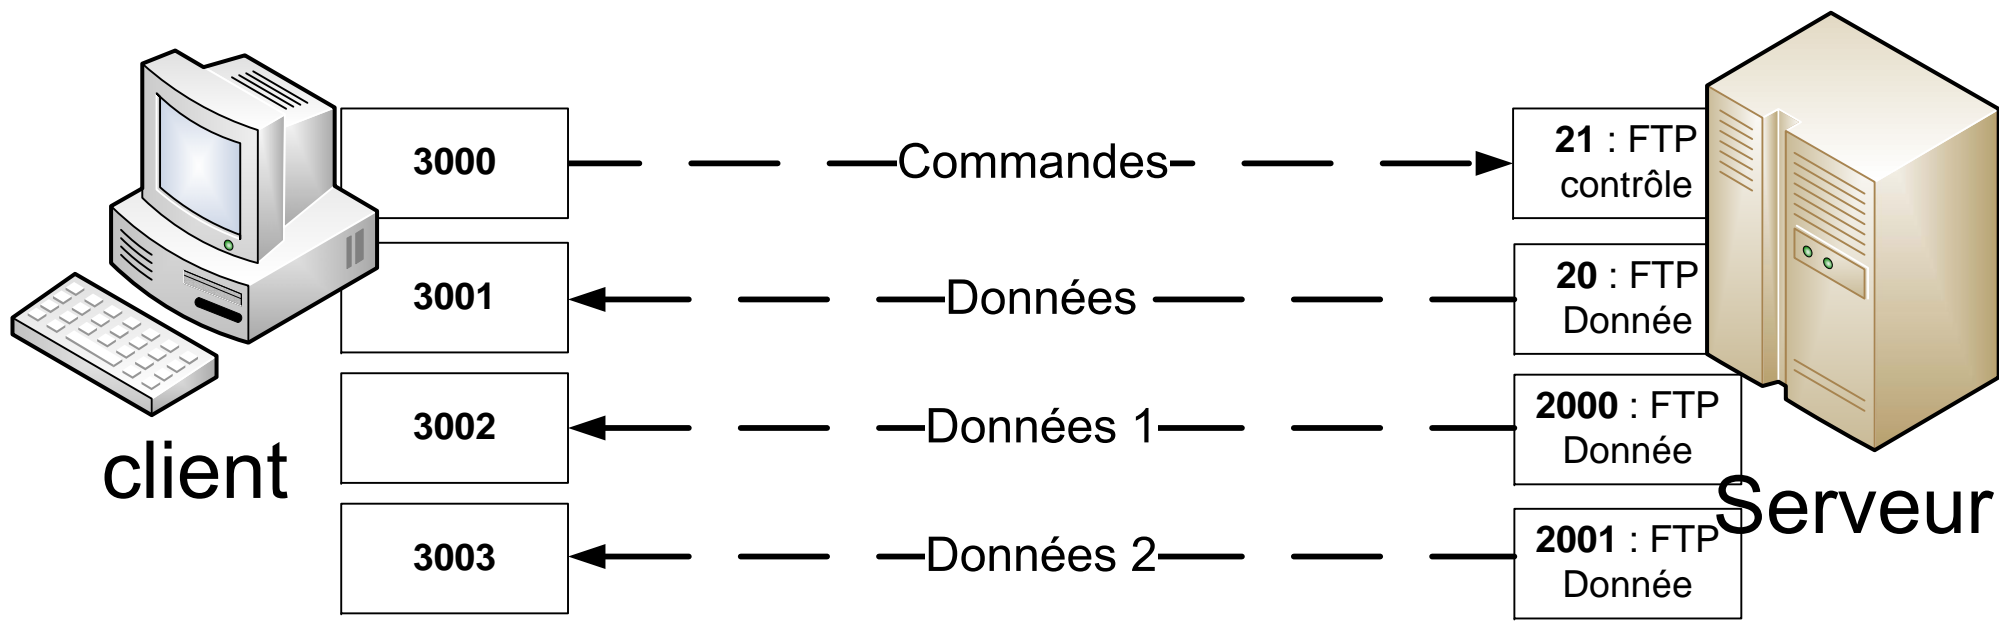 3000
Commandes
21 : FTP
contrôle
3001
Données
20 : FTP
Donnée
3002
Données 1
2000 : FTP
Donnée
client
Serveur
3003
Données 2
2001 : FTP
Donnée